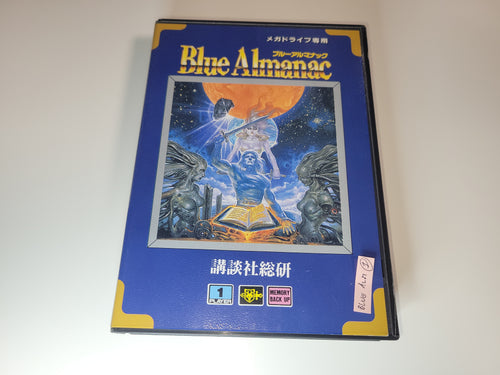 メガドライブ専用
ブルーアルマナック
Blue Almanac
講談社総研
1
PLAYER
MEMORY
BACK UP